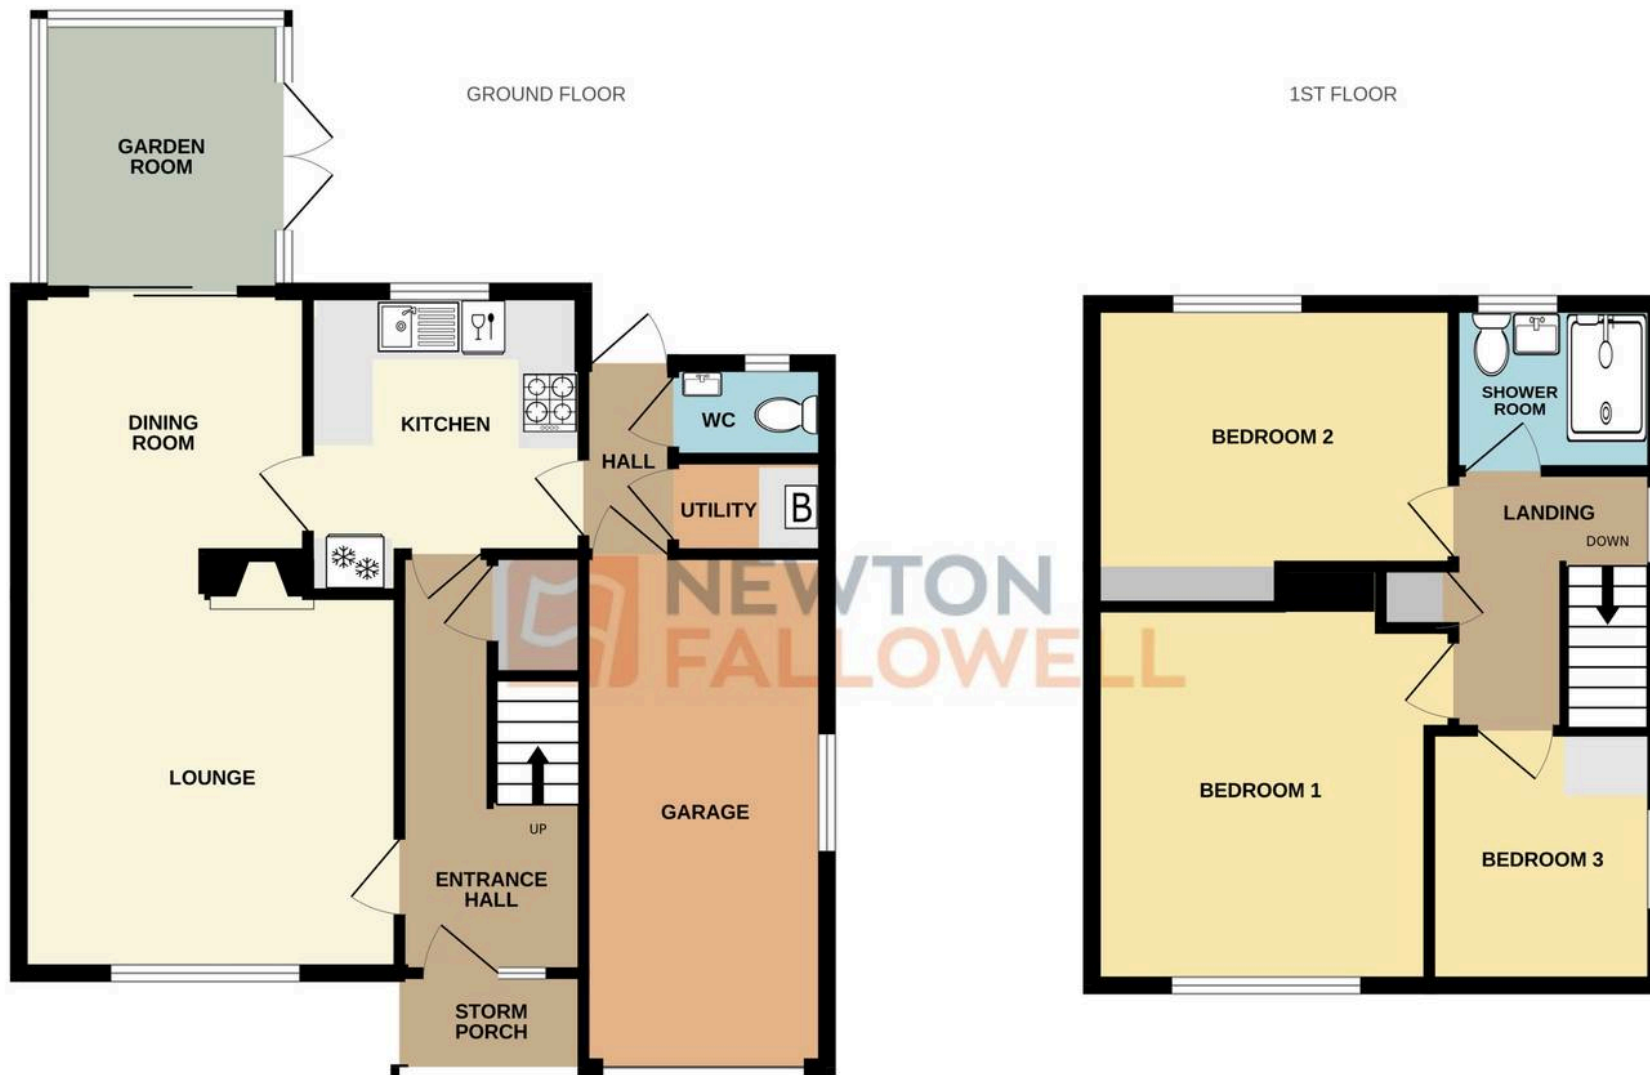 GROUND FLOOR
1ST FLOOR
GARDEN
ROOM
DINING
ROOM
KITCHEN
WC
HALL
UTILITY
B
LOUNGE
UP
ENTRANCE
HALL
GARAGE
STORM
PORCH
NEWTON
FALLOWELL
BEDROOM 2
SHOWER
ROOM
LANDING
DOWN
BEDROOM 1
BEDROOM 3